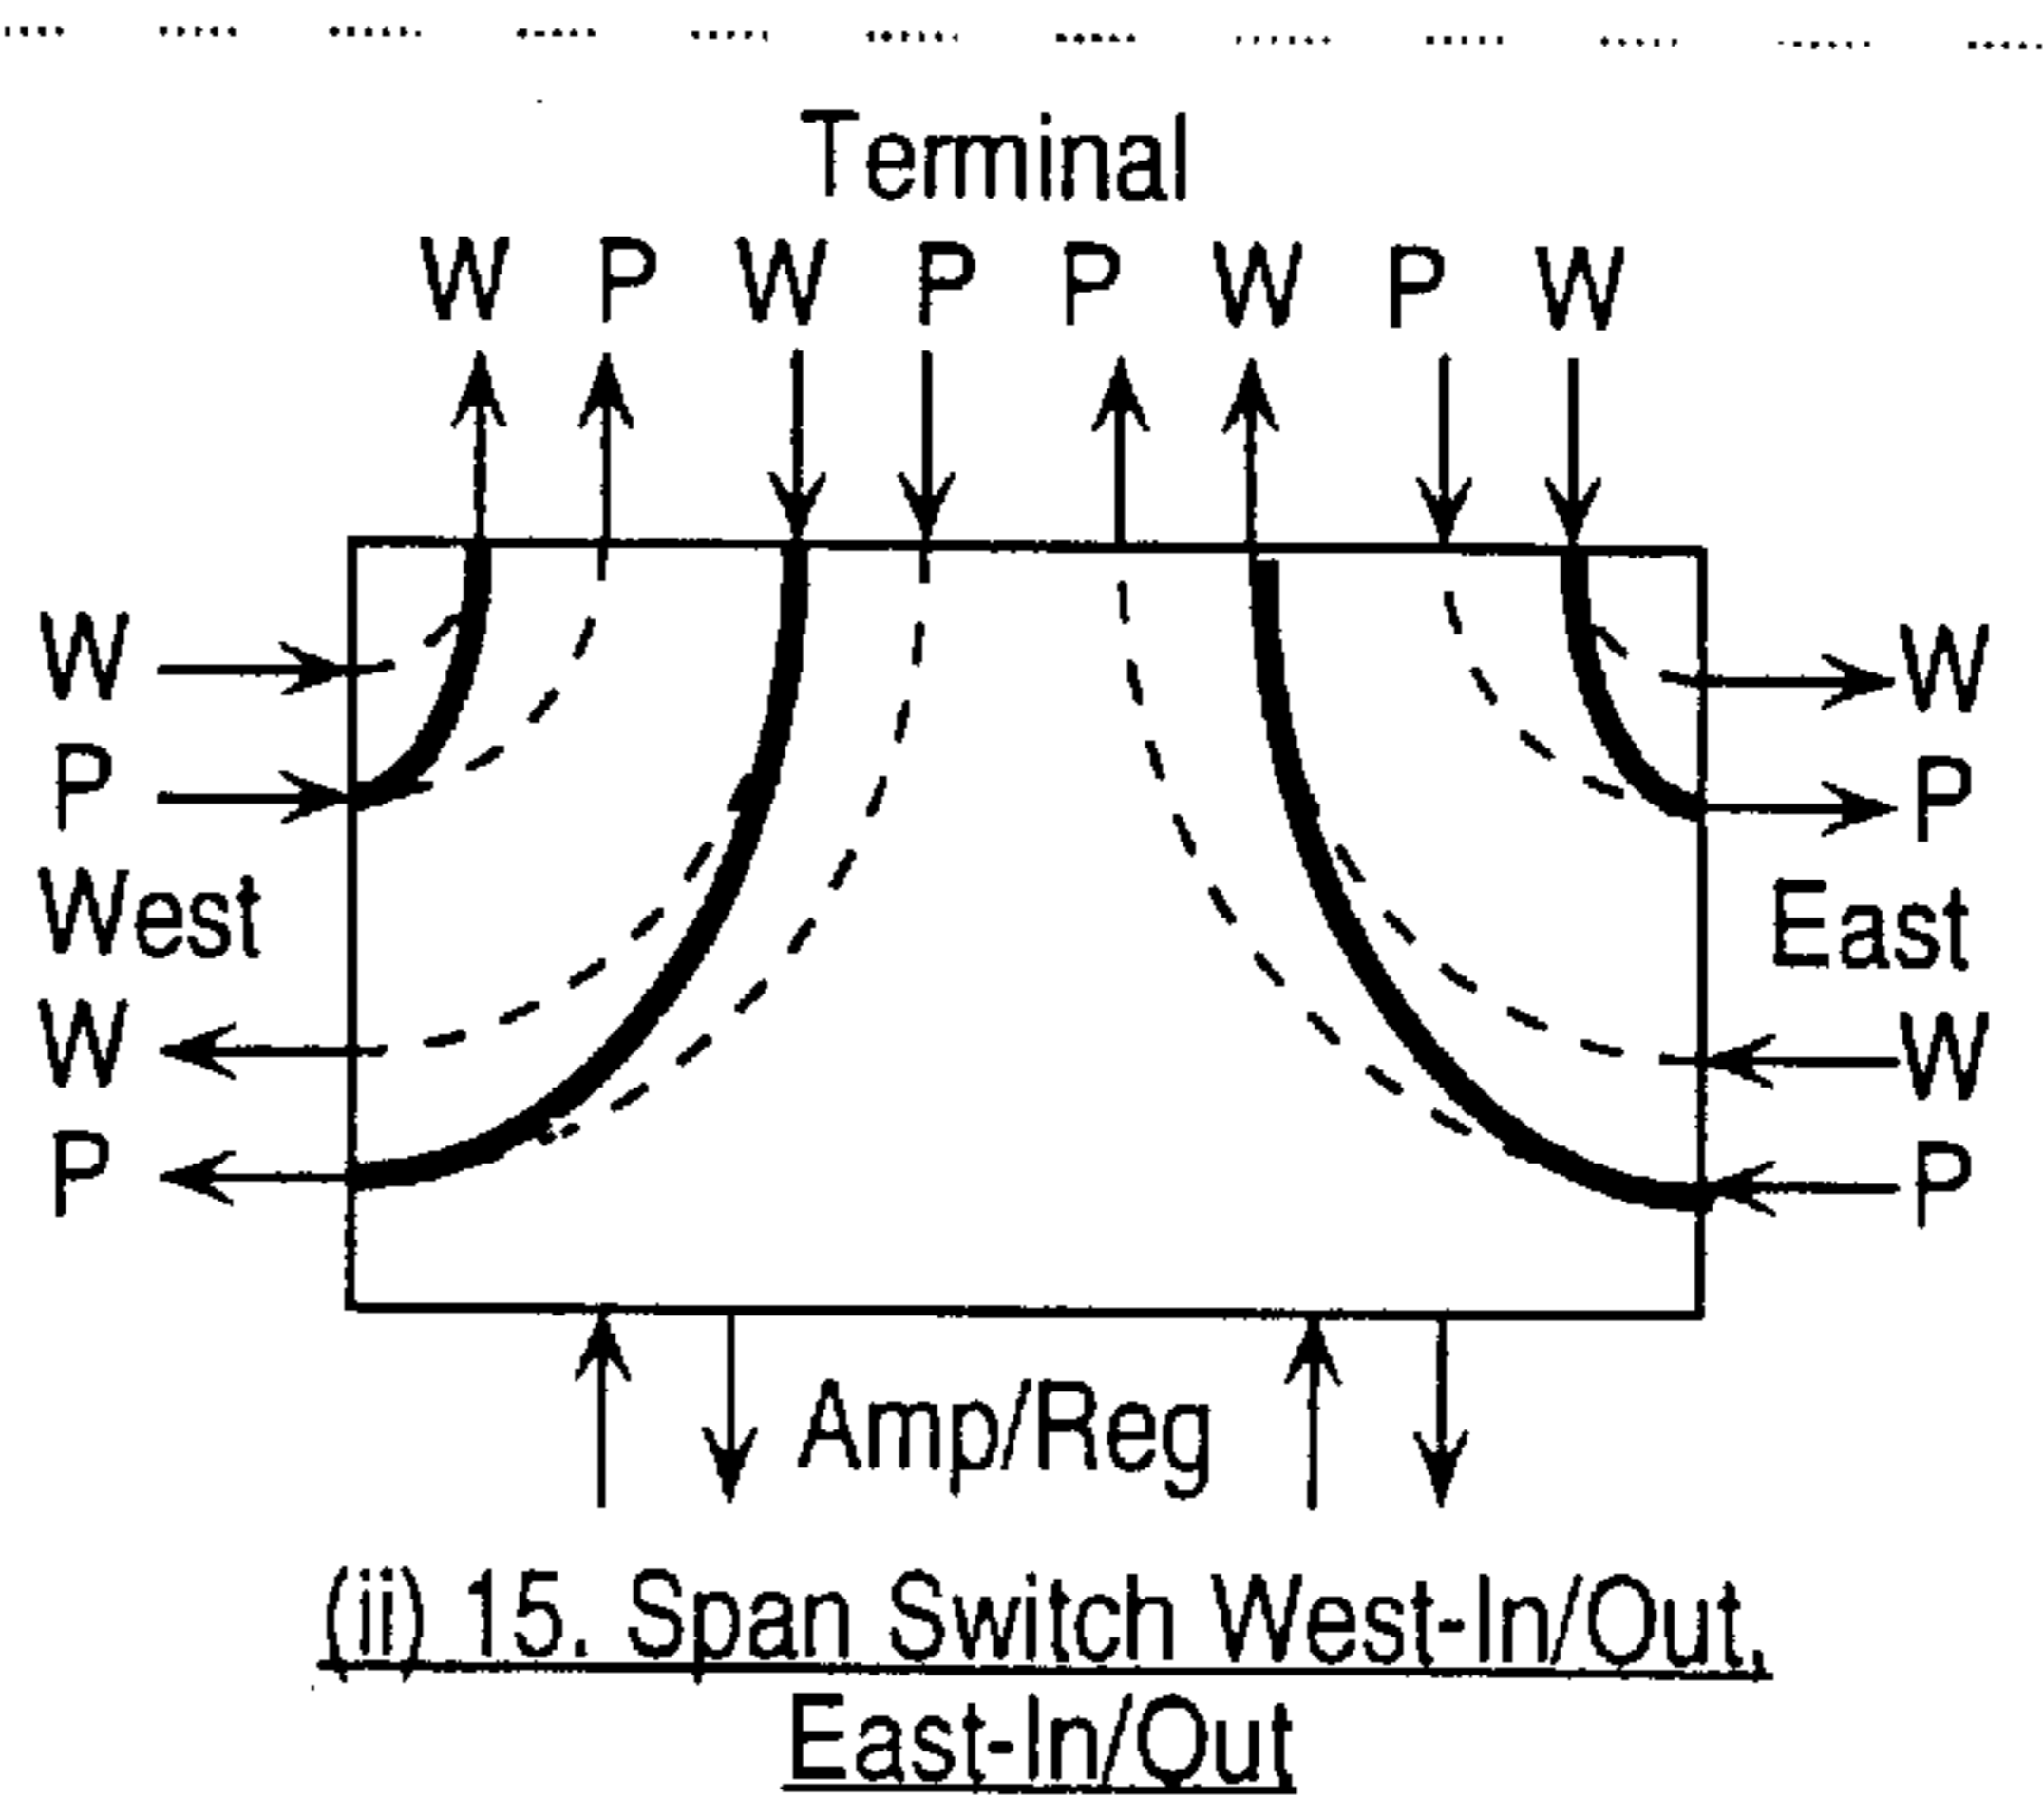 Terminal
W P W P P W P W
W W
P P
West East
W W
P P
Amp/Reg
(ii) 15. Span Switch West-In/Out,
East-In/Out